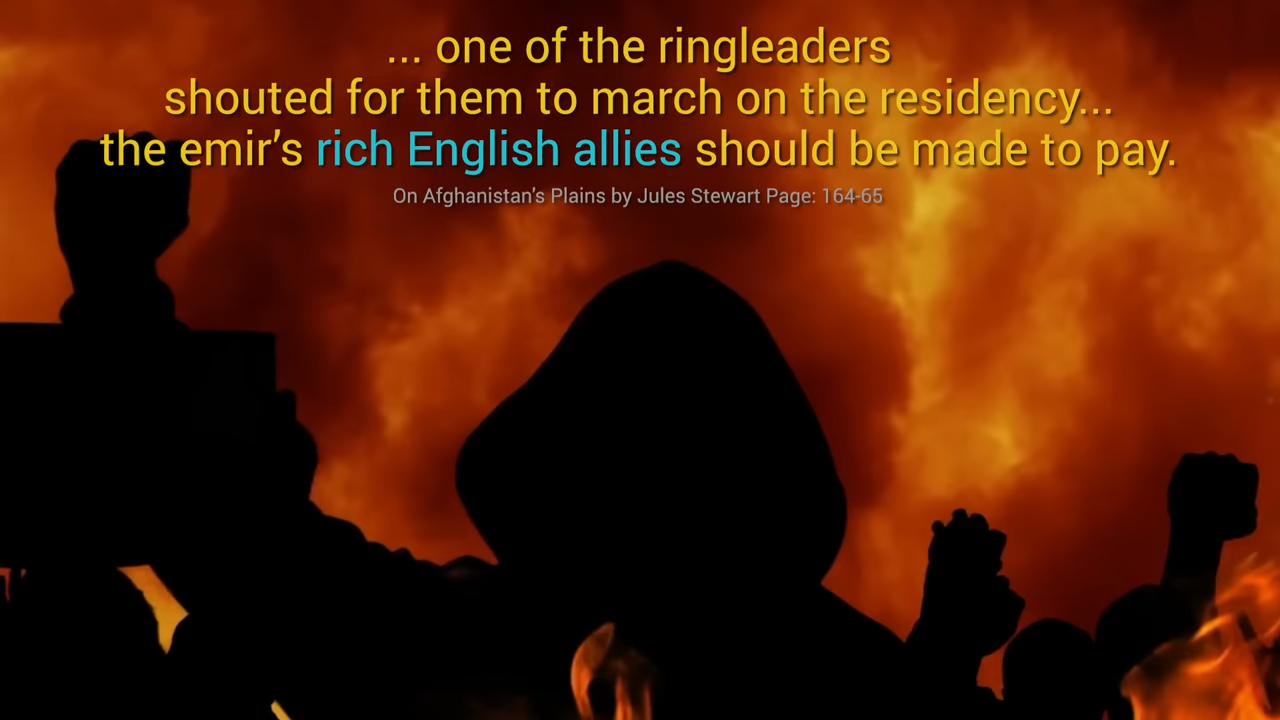 ... one of the ringleaders
shouted for them to march on the residency...
the emir’s rich English allies should be made to pay.
On Afghanistan’s Plains by Jules Stewart Page: 164-65